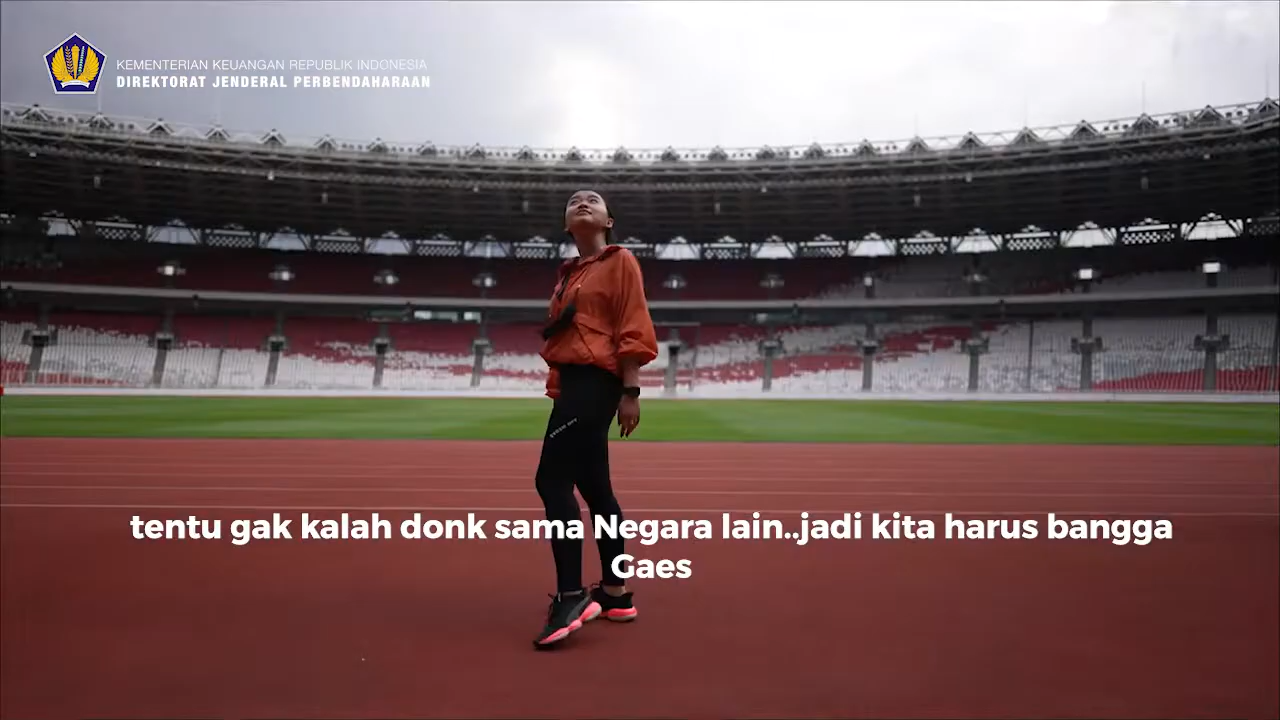 KEMENTERIAN KEUANGAN REPUBLIK INDONESIA
DIREKTORAT JENDERAL PERBENDAHARAAN
tentu gak kalah donk sama Negara lain..jadi kita harus bangga
Gaes